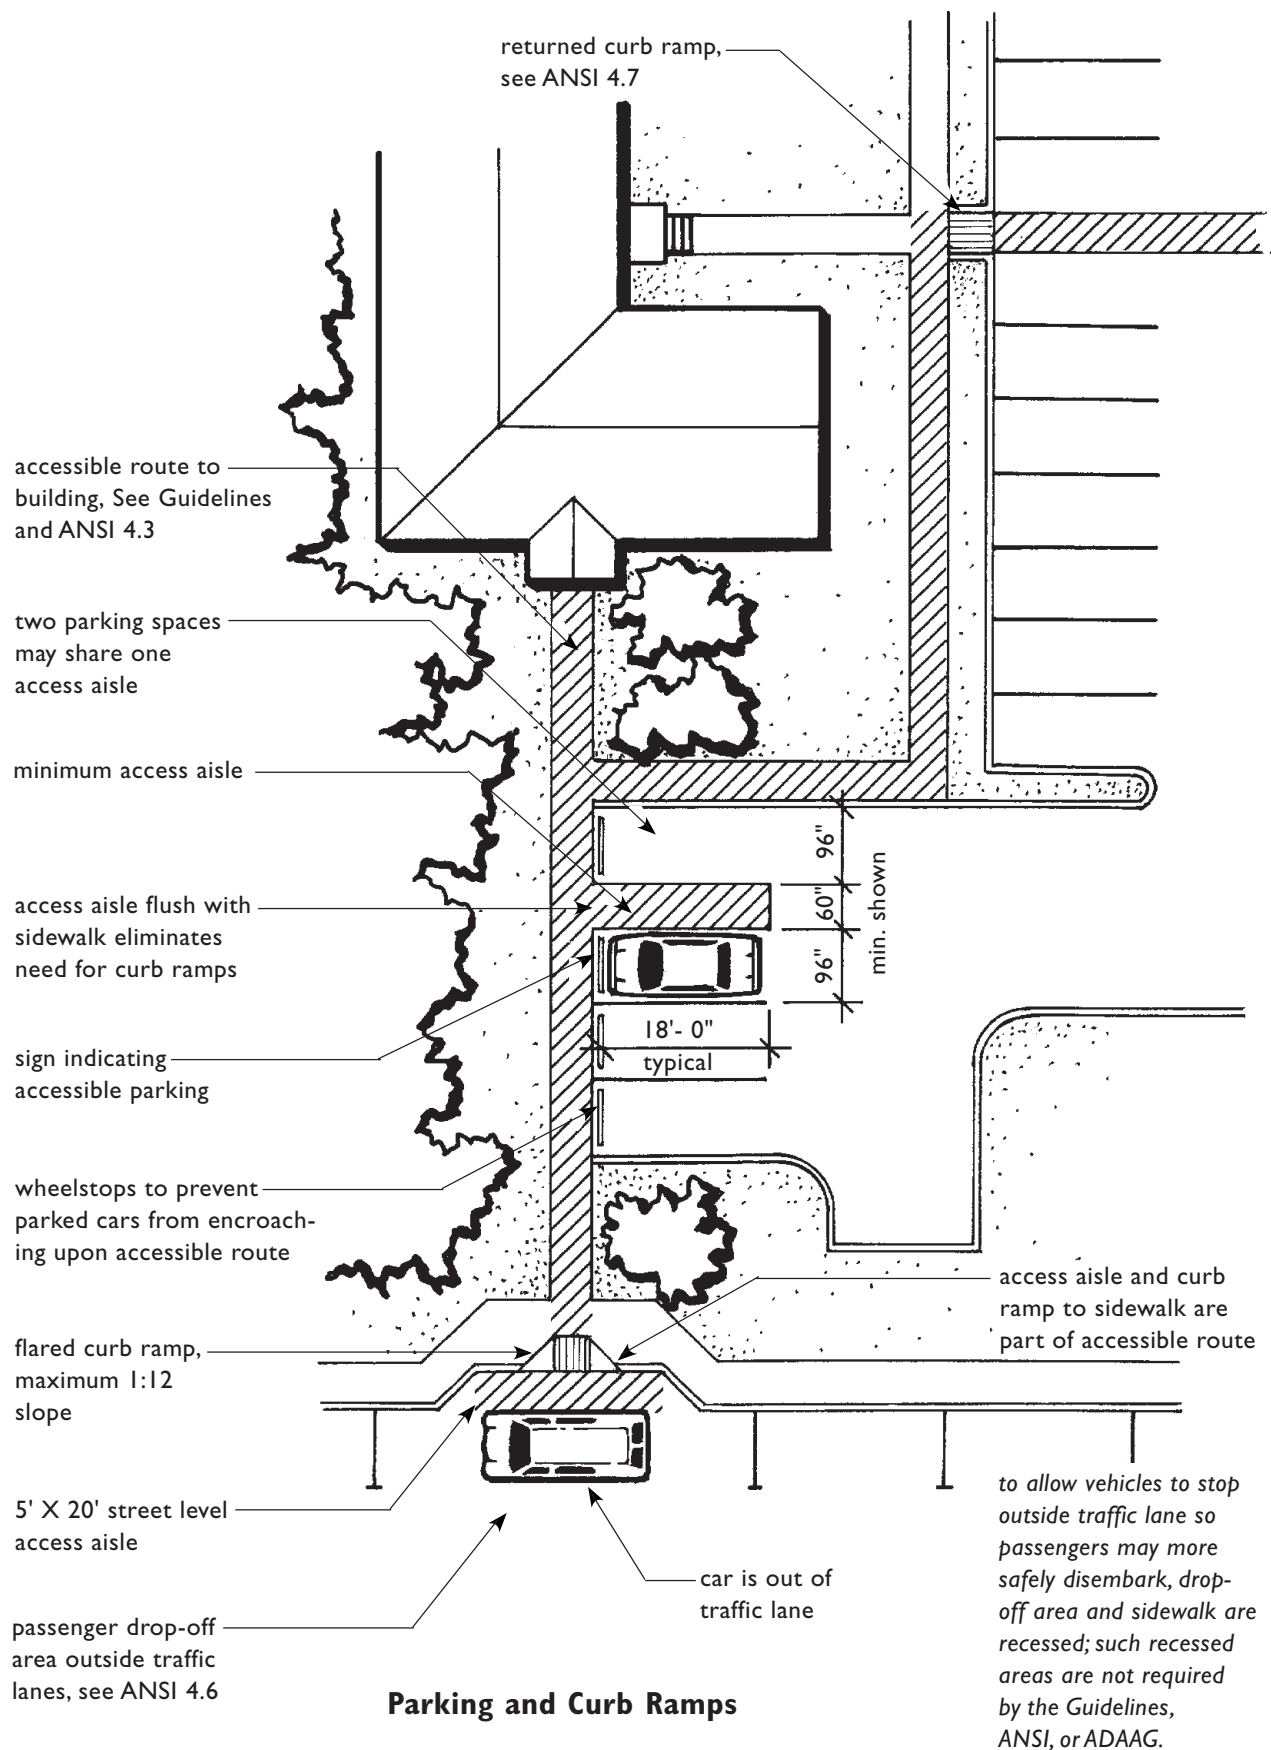 returned curb ramp,
see ANSI 4.7
accessible route to
building, See Guidelines
and ANSI 4.3
two parking spaces
may share one
access aisle
minimum access aisle
96"
60"
96"
min. shown
access aisle flush with
sidewalk eliminates
need for curb ramps
18'- 0"
typical
sign indicating
accessible parking
wheelstops to prevent
parked cars from encroach-
ing upon accessible route
access aisle and curb
ramp to sidewalk are
part of accessible route
flared curb ramp,
maximum 1:12
slope
5' X 20' street level
access aisle
to allow vehicles to stop
outside traffic lane so
passengers may more
safely disembark, drop-
off area and sidewalk are
recessed; such recessed
areas are not required
by the Guidelines,
ANSI, or ADAAG.
car is out of
traffic lane
passenger drop-off
area outside traffic
lanes, see ANSI 4.6
Parking and Curb Ramps